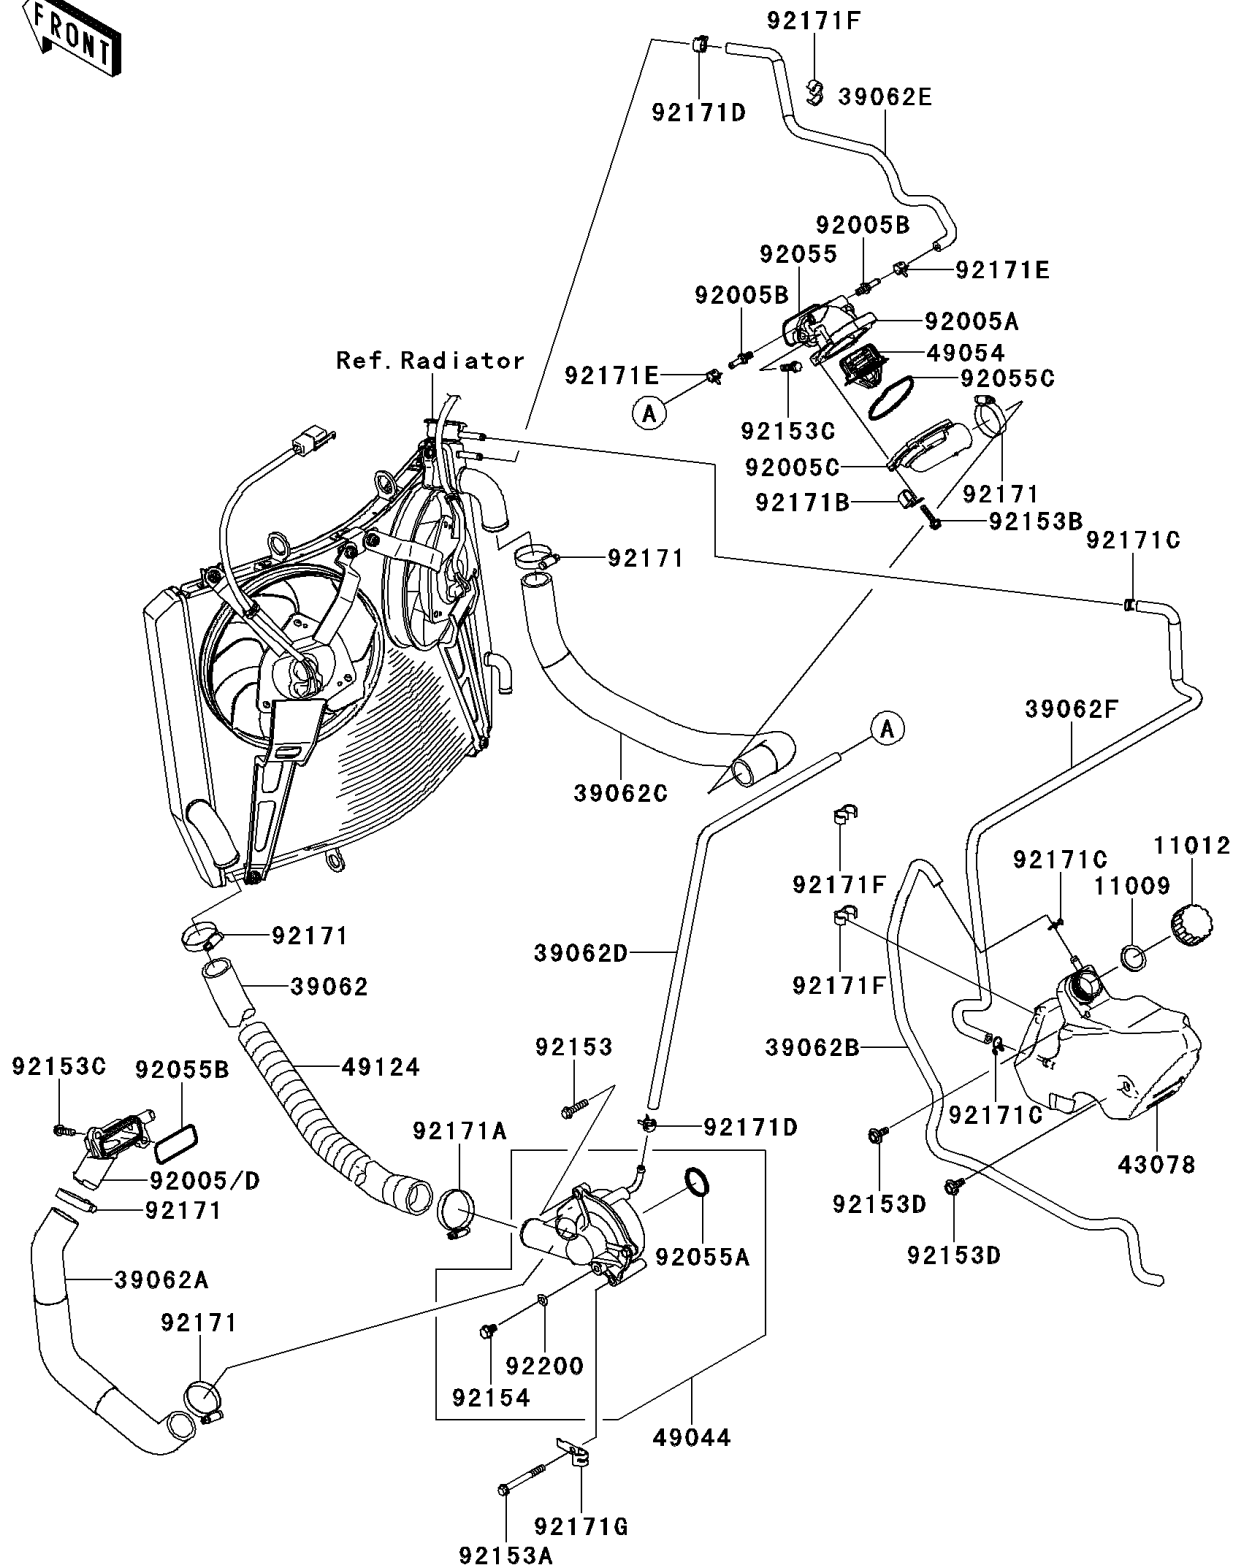 FRONT
92171F
92171D
39062E
92005B
92055
92171E
92005B
92005A
49054
Ref.Radiator
92171E
92055C
A
92153C
92005C
92171B
92171
92153B
92171C
92171
39062F
A
39062C
92171F
92171C
11012
11009
92171
39062D
39062
92171F
92153
39062B
92153C
92055B
49124
92171C
92171A
92171D
43078
92005/D
92171
92153D
92055A
92153D
39062A
92171
92200
92154
49044
92171G
92153A